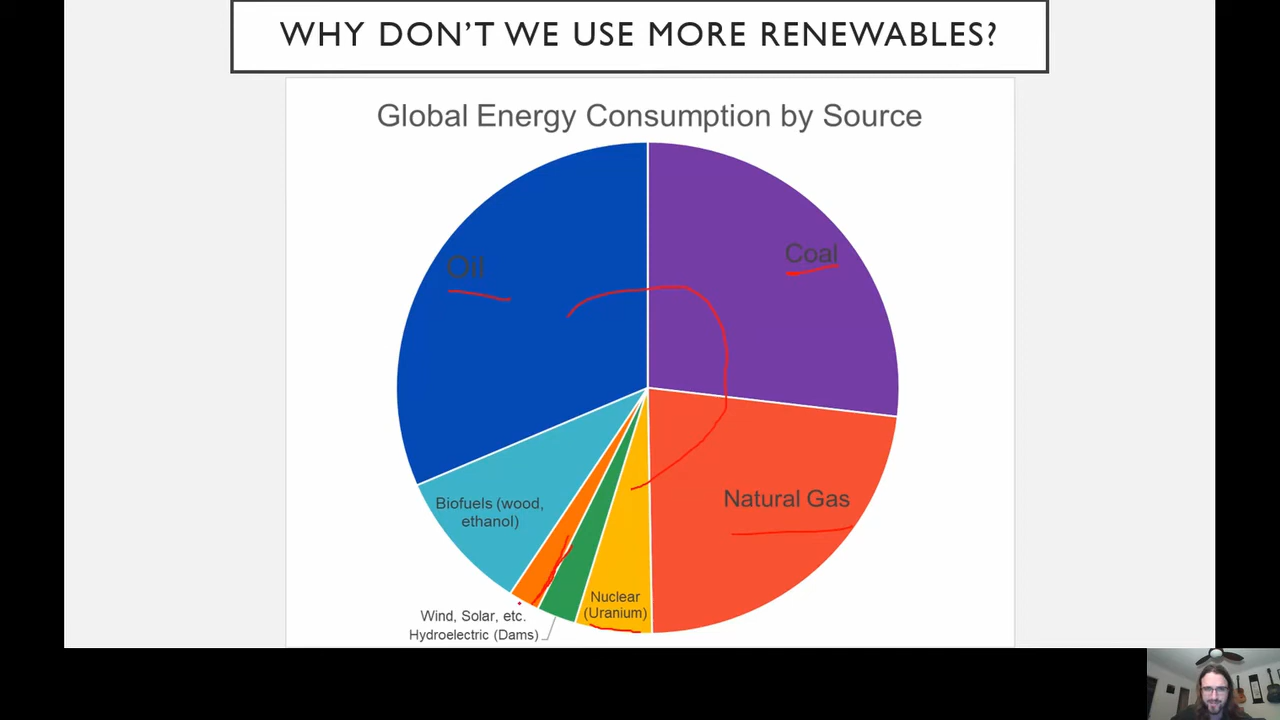 WHY DON'T WE USE MORE RENEWABLES?
Global Energy Consumption by Source
Coal
Oil
Natural Gas
Biofuels (wood,
ethanol)
Nuclear
(Uranium)
Wind, Solar, etc.
Hydroelectric (Dams)